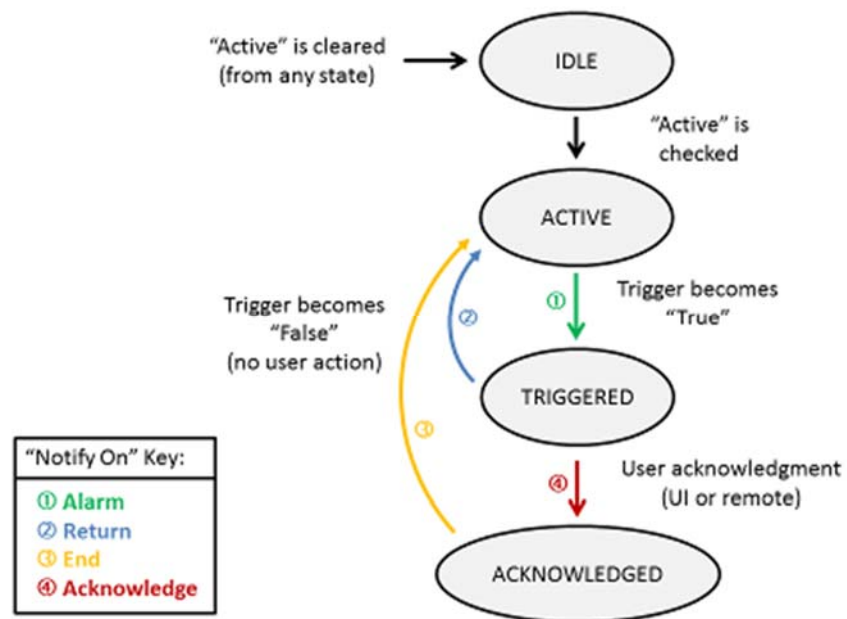 “Active” is cleared
(from any state)
IDLE
“Active” is
checked
ACTIVE
①
Trigger becomes
“True”
②
Trigger becomes
“False”
(no user action)
TRIGGERED
③
④
User acknowledgment
(UI or remote)
ACKNOWLEDGED
“Notify On” Key:
① Alarm
② Return
③ End
④ Acknowledge